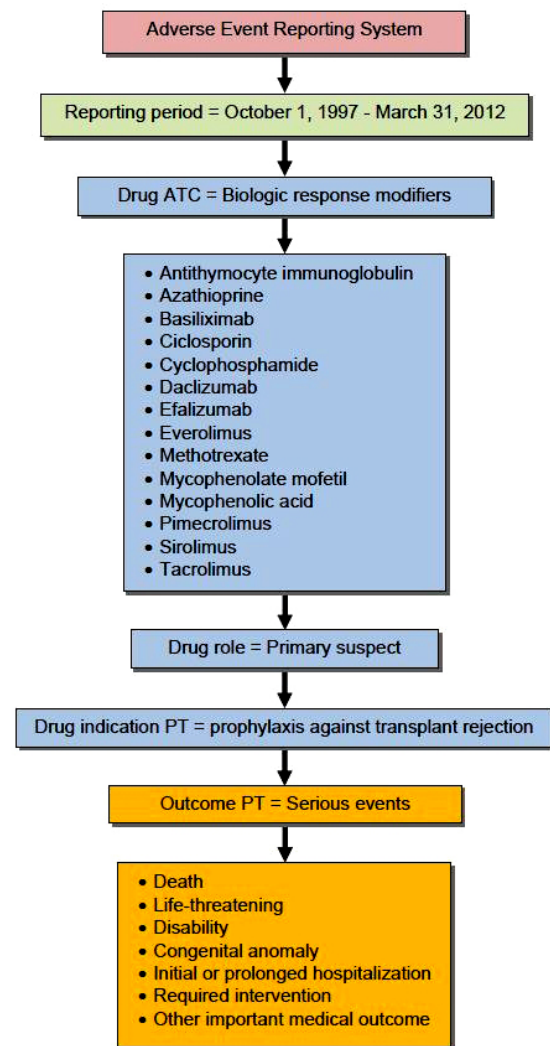 Adverse Event Reporting System
Reporting period = October 1, 1997 - March 31, 2012
Drug ATC = Biologic response modifiers
• Antithymocyte immunoglobulin
• Azathioprine
• Basiliximab
• Ciclosporin
• Cyclophosphamide
• Daclizumab
• Efalizumab
• Everolimus
• Methotrexate
• Mycophenolate mofetil
• Mycophenolic acid
• Pimecrolimus
• Sirolimus
• Tacrolimus
Drug role = Primary suspect
Drug indication PT = prophylaxis against transplant rejection
Outcome PT = Serious events
• Death
• Life-threatening
• Disability
• Congenital anomaly
• Initial or prolonged hospitalization
• Required intervention
• Other important medical outcome